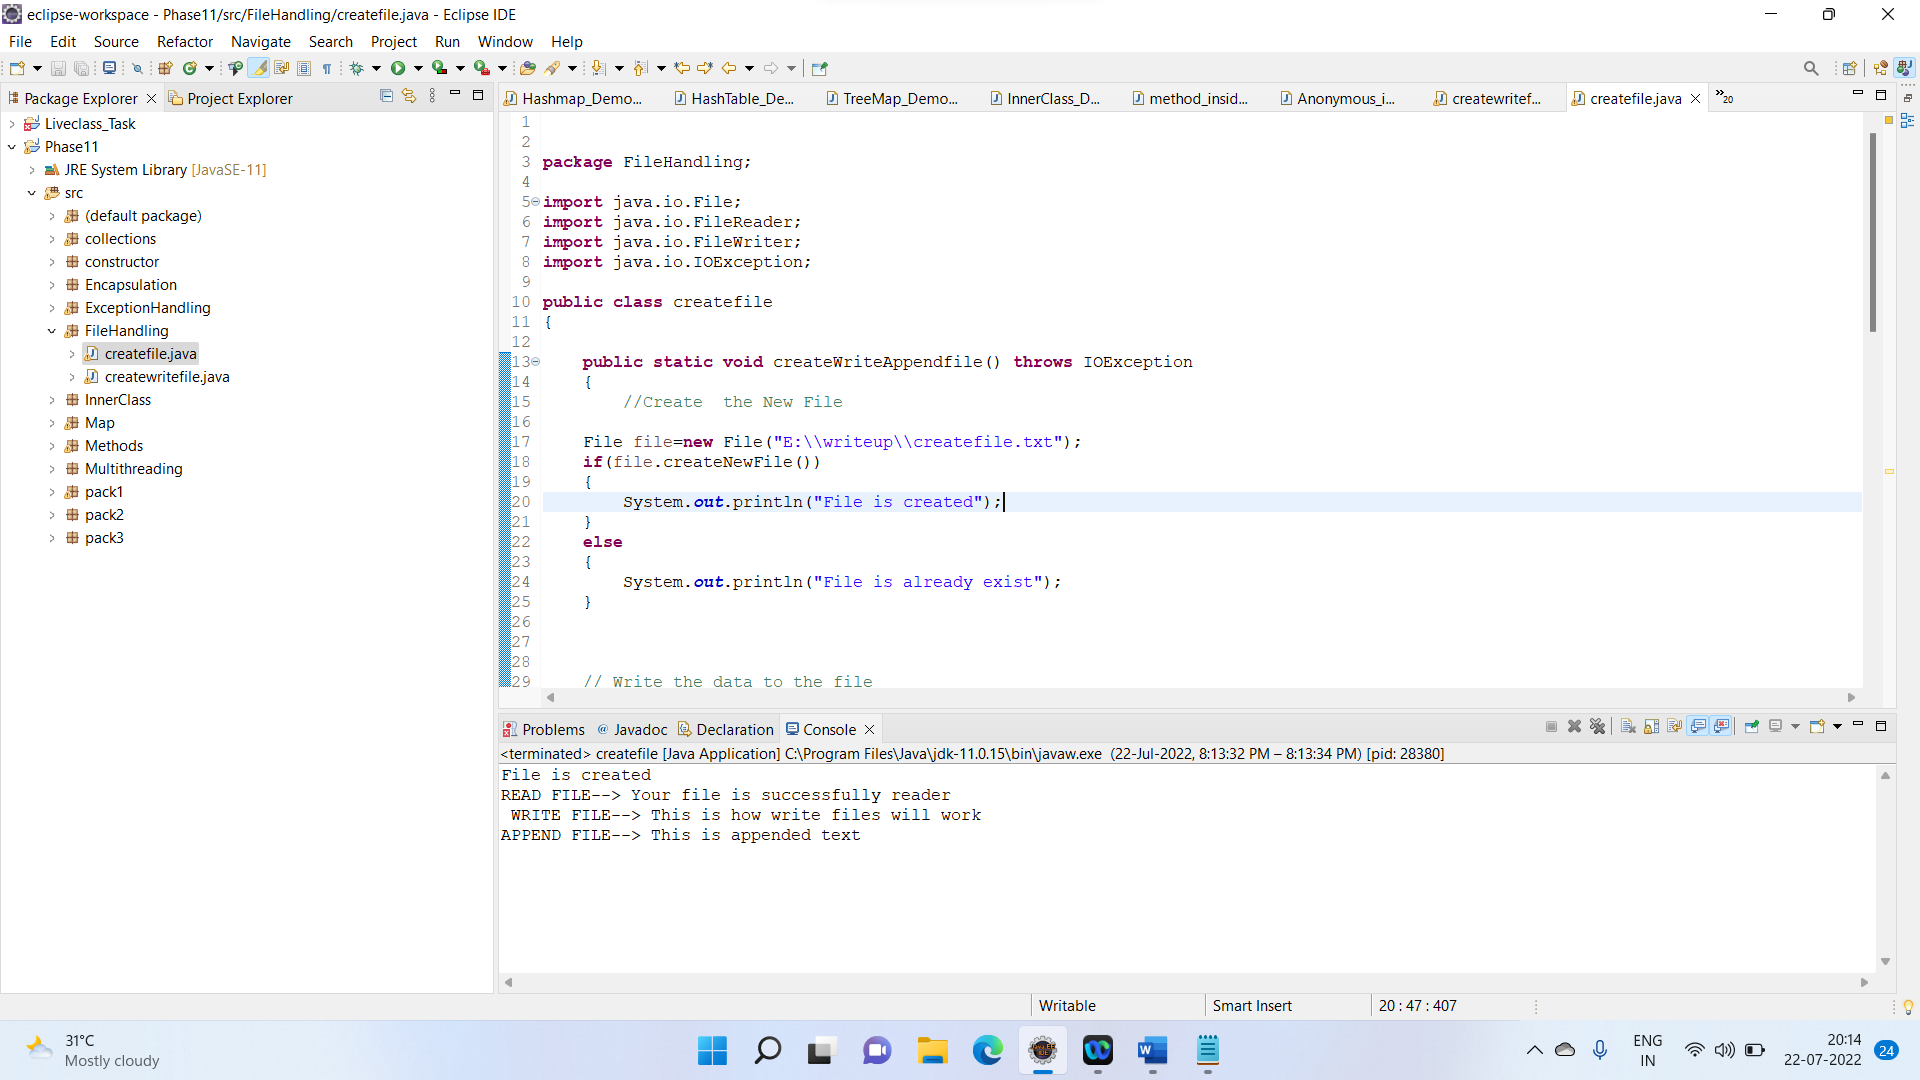 eclipse-workspace - Phase11/src/FileHandling/createfile.java - Eclipse IDE
File Edit Source Refactor Navigate Search Project Run Window Help
Package Explorer Project Explorer
Hashmap_Demo... HashTable_De... TreeMap_Demo... InnerClass_D... method_insid... Anonymous_i... createwritef... createfile.java »20
Liveclass_Task
Phase11
JRE System Library [JavaSE-11]
src
(default package)
collections
constructor
Encapsulation
ExceptionHandling
FileHandling
createfile.java
createwritefile.java
InnerClass
Map
Methods
Multithreading
pack1
pack2
pack3
1
2
3 package FileHandling;
4
5 import java.io.File;
6 import java.io.FileReader;
7 import java.io.FileWriter;
8 import java.io.IOException;
9
10 public class createfile
11 {
12
13 public static void createWriteAppendfile() throws IOException
14 {
15 //Create  the New File
16
17 File file=new File("E:\\writeup\\createfile.txt");
18 if(file.createNewFile())
19 {
20 System.out.println("File is created");
21 }
22 else
23 {
24 System.out.println("File is already exist");
25 }
26
27
28
29 // Write the data to the file
Problems @ Javadoc Declaration Console
<terminated> createfile [Java Application] C:\Program Files\Java\jdk-11.0.15\bin\javaw.exe (22-Jul-2022, 8:13:32 PM – 8:13:34 PM) [pid: 28380]
File is created
READ FILE--> Your file is successfully reader
WRITE FILE--> This is how write files will work
APPEND FILE--> This is appended text
Writable Smart Insert 20 : 47 : 407
31°C
Mostly cloudy
ENG
IN
20:14
22-07-2022
24